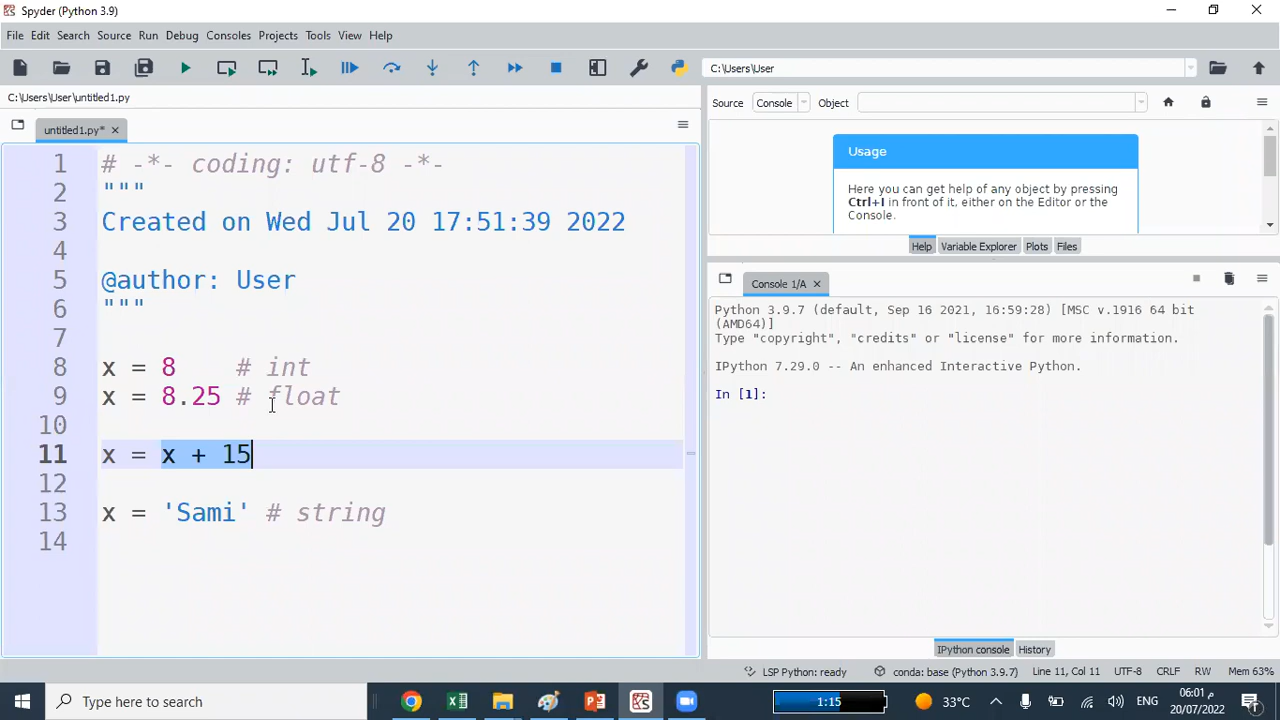 Spyder (Python 3.9)
File Edit Search Source Run Debug Consoles Projects Tools View Help
C:\Users\User
C:\Users\User\untitled1.py
Source Console Object
untitled1.py*
1 # -*- coding: utf-8 -*-
2 """
3 Created on Wed Jul 20 17:51:39 2022
4
5 @author: User
6 """
7
8 x = 8 # int
9 x = 8.25 # float
10
11 x = x + 15
12
13 x = 'Sami' # string
14
Usage
Here you can get help of any object by pressing
Ctrl+I in front of it, either on the Editor or the
Console.
Help Variable Explorer Plots Files
Console 1/A
Python 3.9.7 (default, Sep 16 2021, 16:59:28) [MSC v.1916 64 bit
(AMD64)]
Type "copyright", "credits" or "license" for more information.
IPython 7.29.0 -- An enhanced Interactive Python.
In [1]:
IPython console History
LSP Python: ready conda: base (Python 3.9.7) Line 11, Col 11 UTF-8 CRLF RW Mem 63%
Type here to search
1:15
33°C
ENG
06:01 م
20/07/2022
1